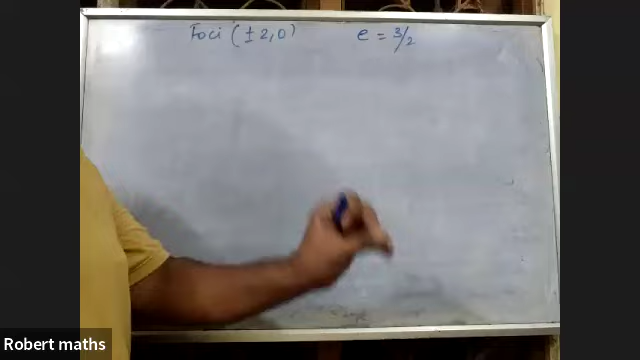 Foci (±2,0) e = 3/2
Robert maths